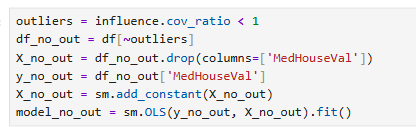 outliers = influence.cov_ratio < 1
df_no_out = df[~outliers]
X_no_out = df_no_out.drop(columns=['MedHouseVal'])
y_no_out = df_no_out['MedHouseVal']
X_no_out = sm.add_constant(X_no_out)
model_no_out = sm.OLS(y_no_out, X_no_out).fit()